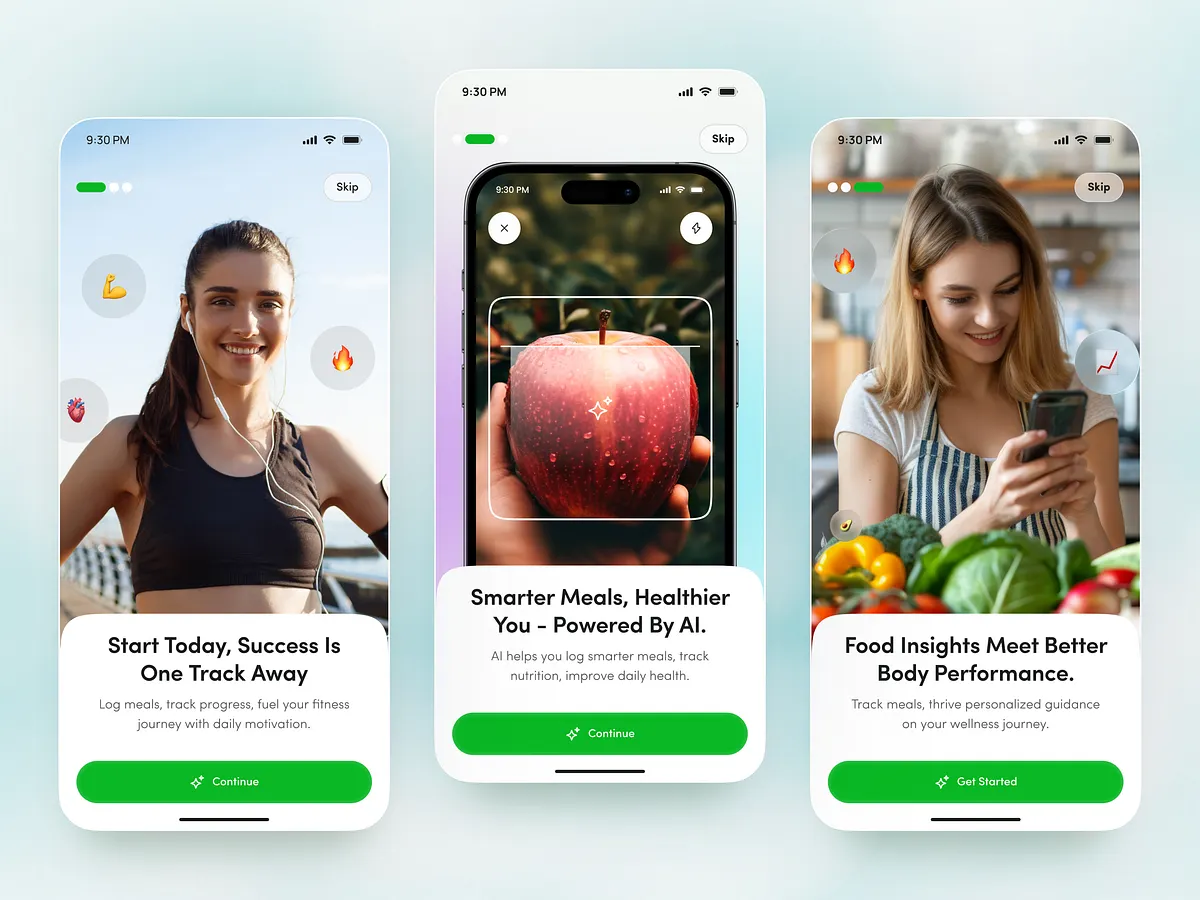 9:30 PM
Skip
Start Today, Success Is
One Track Away
Log meals, track progress, fuel your fitness
journey with daily motivation.
Continue
9:30 PM
Skip
9:30 PM
Smarter Meals, Healthier
You - Powered By AI.
AI helps you log smarter meals, track
nutrition, improve daily health.
Continue
9:30 PM
Skip
Food Insights Meet Better
Body Performance.
Track meals, thrive personalized guidance
on your wellness journey.
Get Started